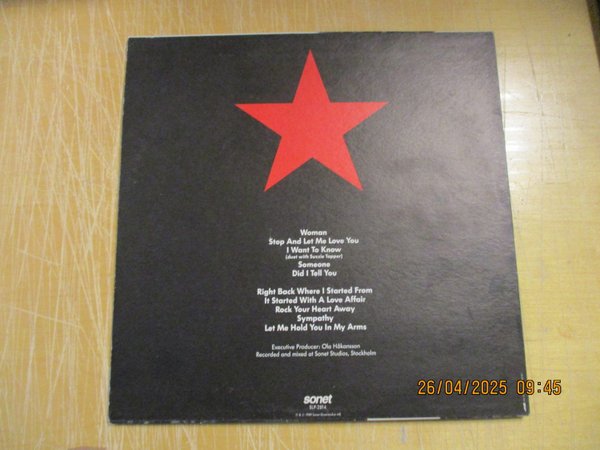 Woman
Stop And Let Me Love You
I Want To Know
(duet with Suzzie Tapper)
Someone
Did I Tell You
Right Back Where I Started From
It Started With A Love Affair
Rock Your Heart Away
Sympathy
Let Me Hold You In My Arms
Executive Producer: Ola Håkansson
Recorded and mixed at Sonet Studios, Stockholm
sonet
SLP-2814
26/04/2025 09:45